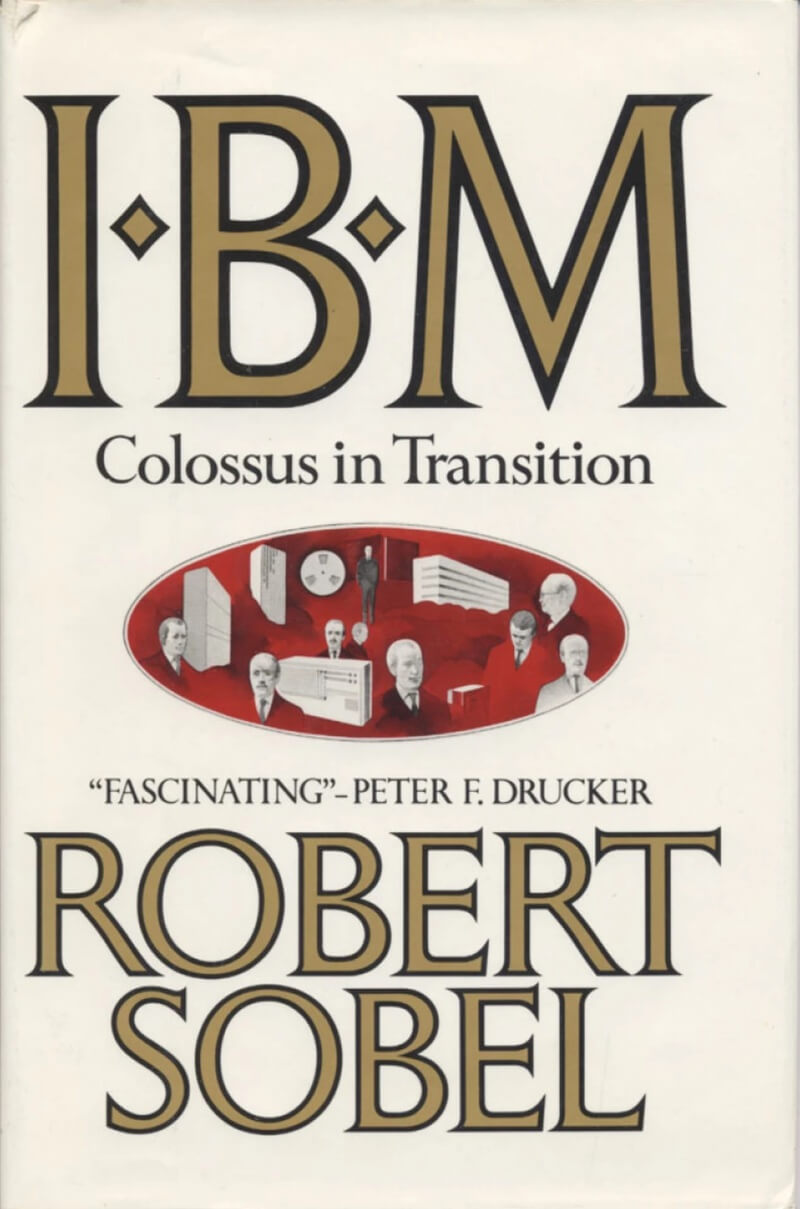 I·B·M
Colossus in Transition
“FASCINATING”–PETER F. DRUCKER
ROBERT
SOBEL